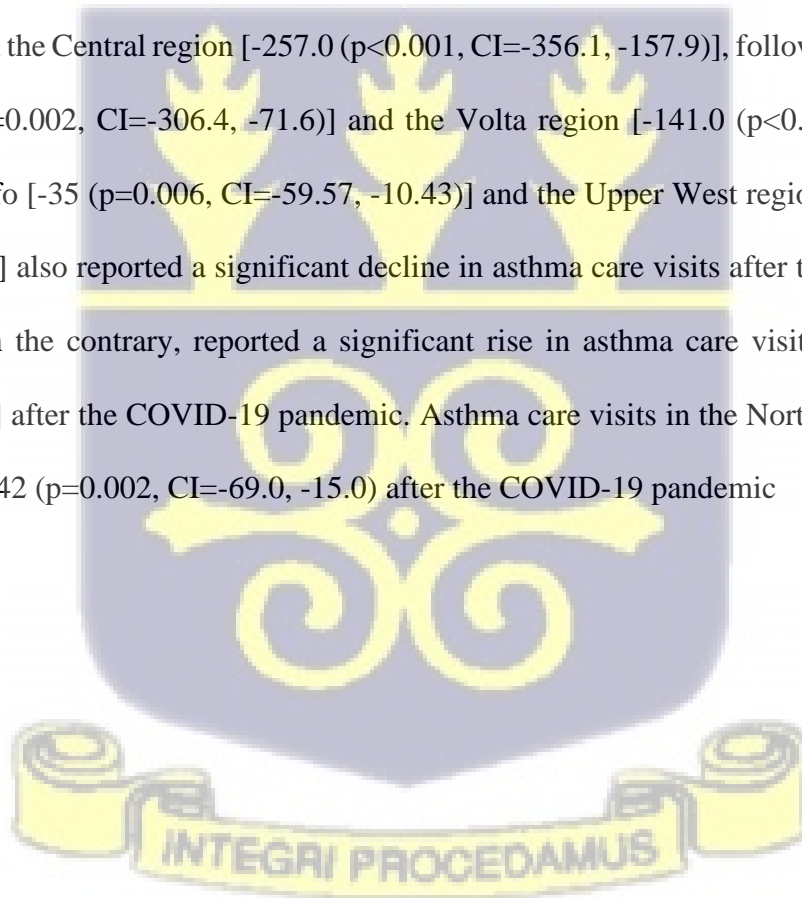 the Central region [-257.0 (p<0.001, CI=-356.1, -157.9)], follow
=0.002, CI=-306.4, -71.6)] and the Volta region [-141.0 (p<0.
fo [-35 (p=0.006, CI=-59.57, -10.43)] and the Upper West regio
] also reported a significant decline in asthma care visits after t
the contrary, reported a significant rise in asthma care visit
] after the COVID-19 pandemic. Asthma care visits in the Nort
42 (p=0.002, CI=-69.0, -15.0) after the COVID-19 pandemic
INTEGRI PROCEDAMUS